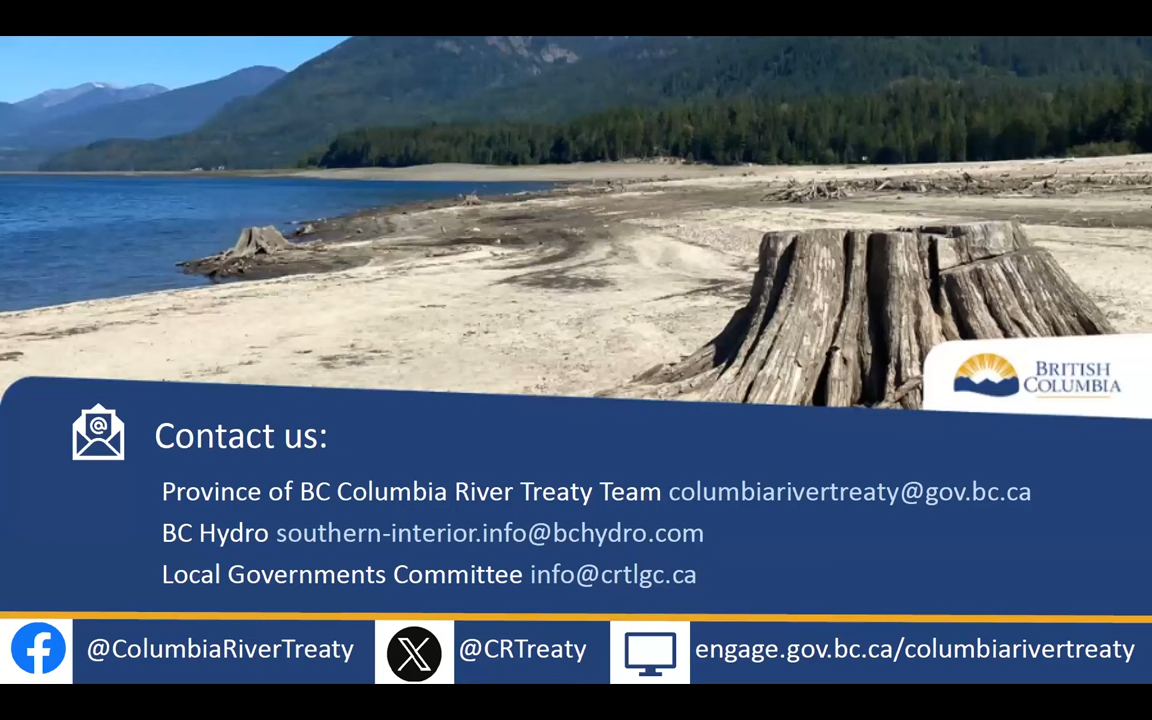 BRITISH
COLUMBIA
@
Contact us:
Province of BC Columbia River Treaty Team columbiarivertreaty@gov.bc.ca
BC Hydro southern-interior.info@bchydro.com
Local Governments Committee info@crtlgc.ca
@ColumbiaRiverTreaty
@CRTreaty
engage.gov.bc.ca/columbiarivertreaty